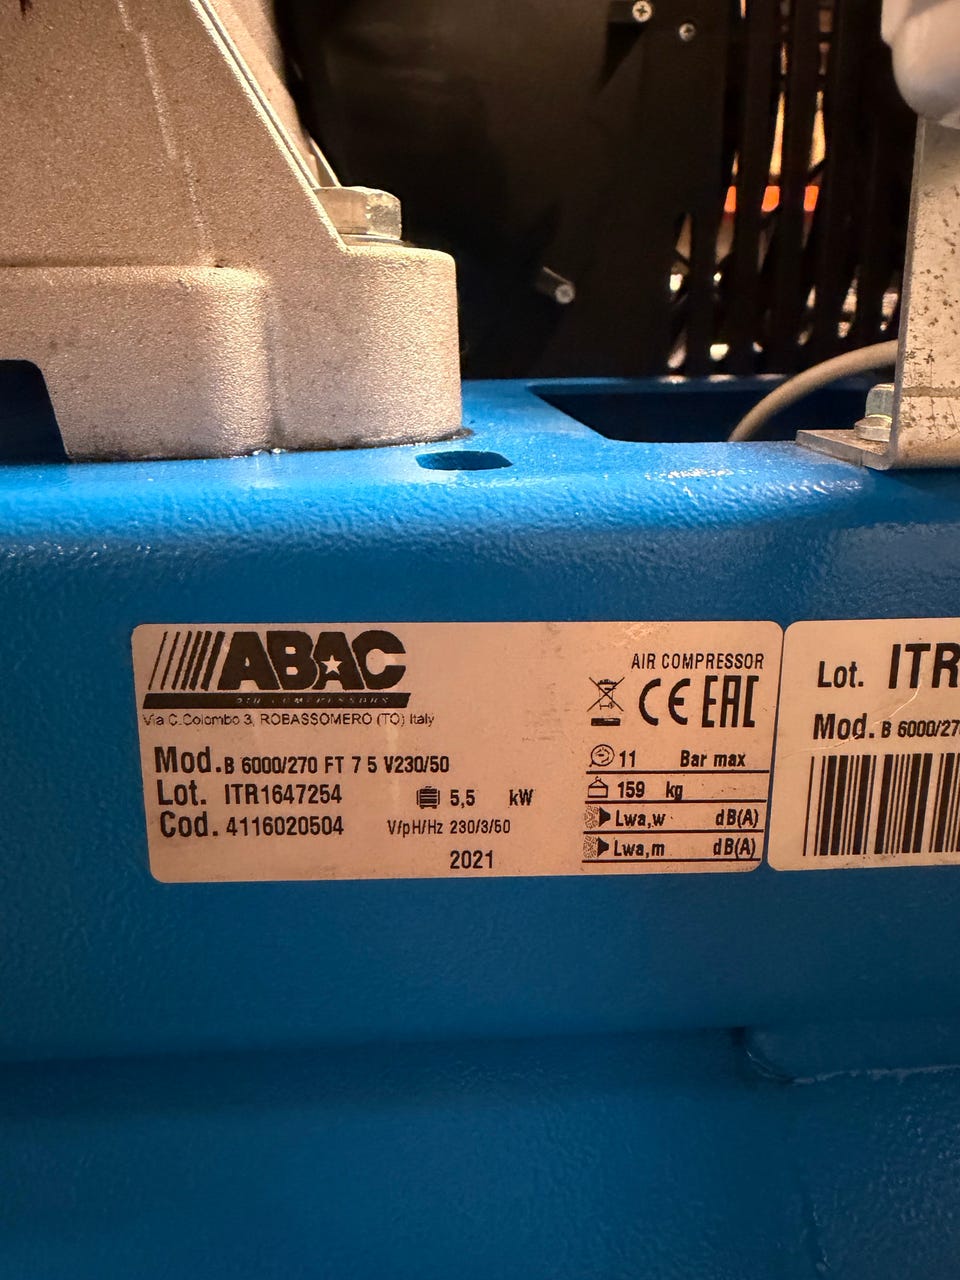 ABAC
AIR COMPRESSORS
Via C.Colombo 3, ROBASSOMERO (TO) Italy
Mod. B 6000/270 FT 7 5 V230/50
Lot. ITR1647254
5,5 kW
Cod. 4116020504
V/pH/Hz 230/3/50
2021
AIR COMPRESSOR
CE EAC
11 Bar max
159 kg
Lwa,w dB(A)
Lwa,m dB(A)
Lot. ITR
Mod. B 6000/27